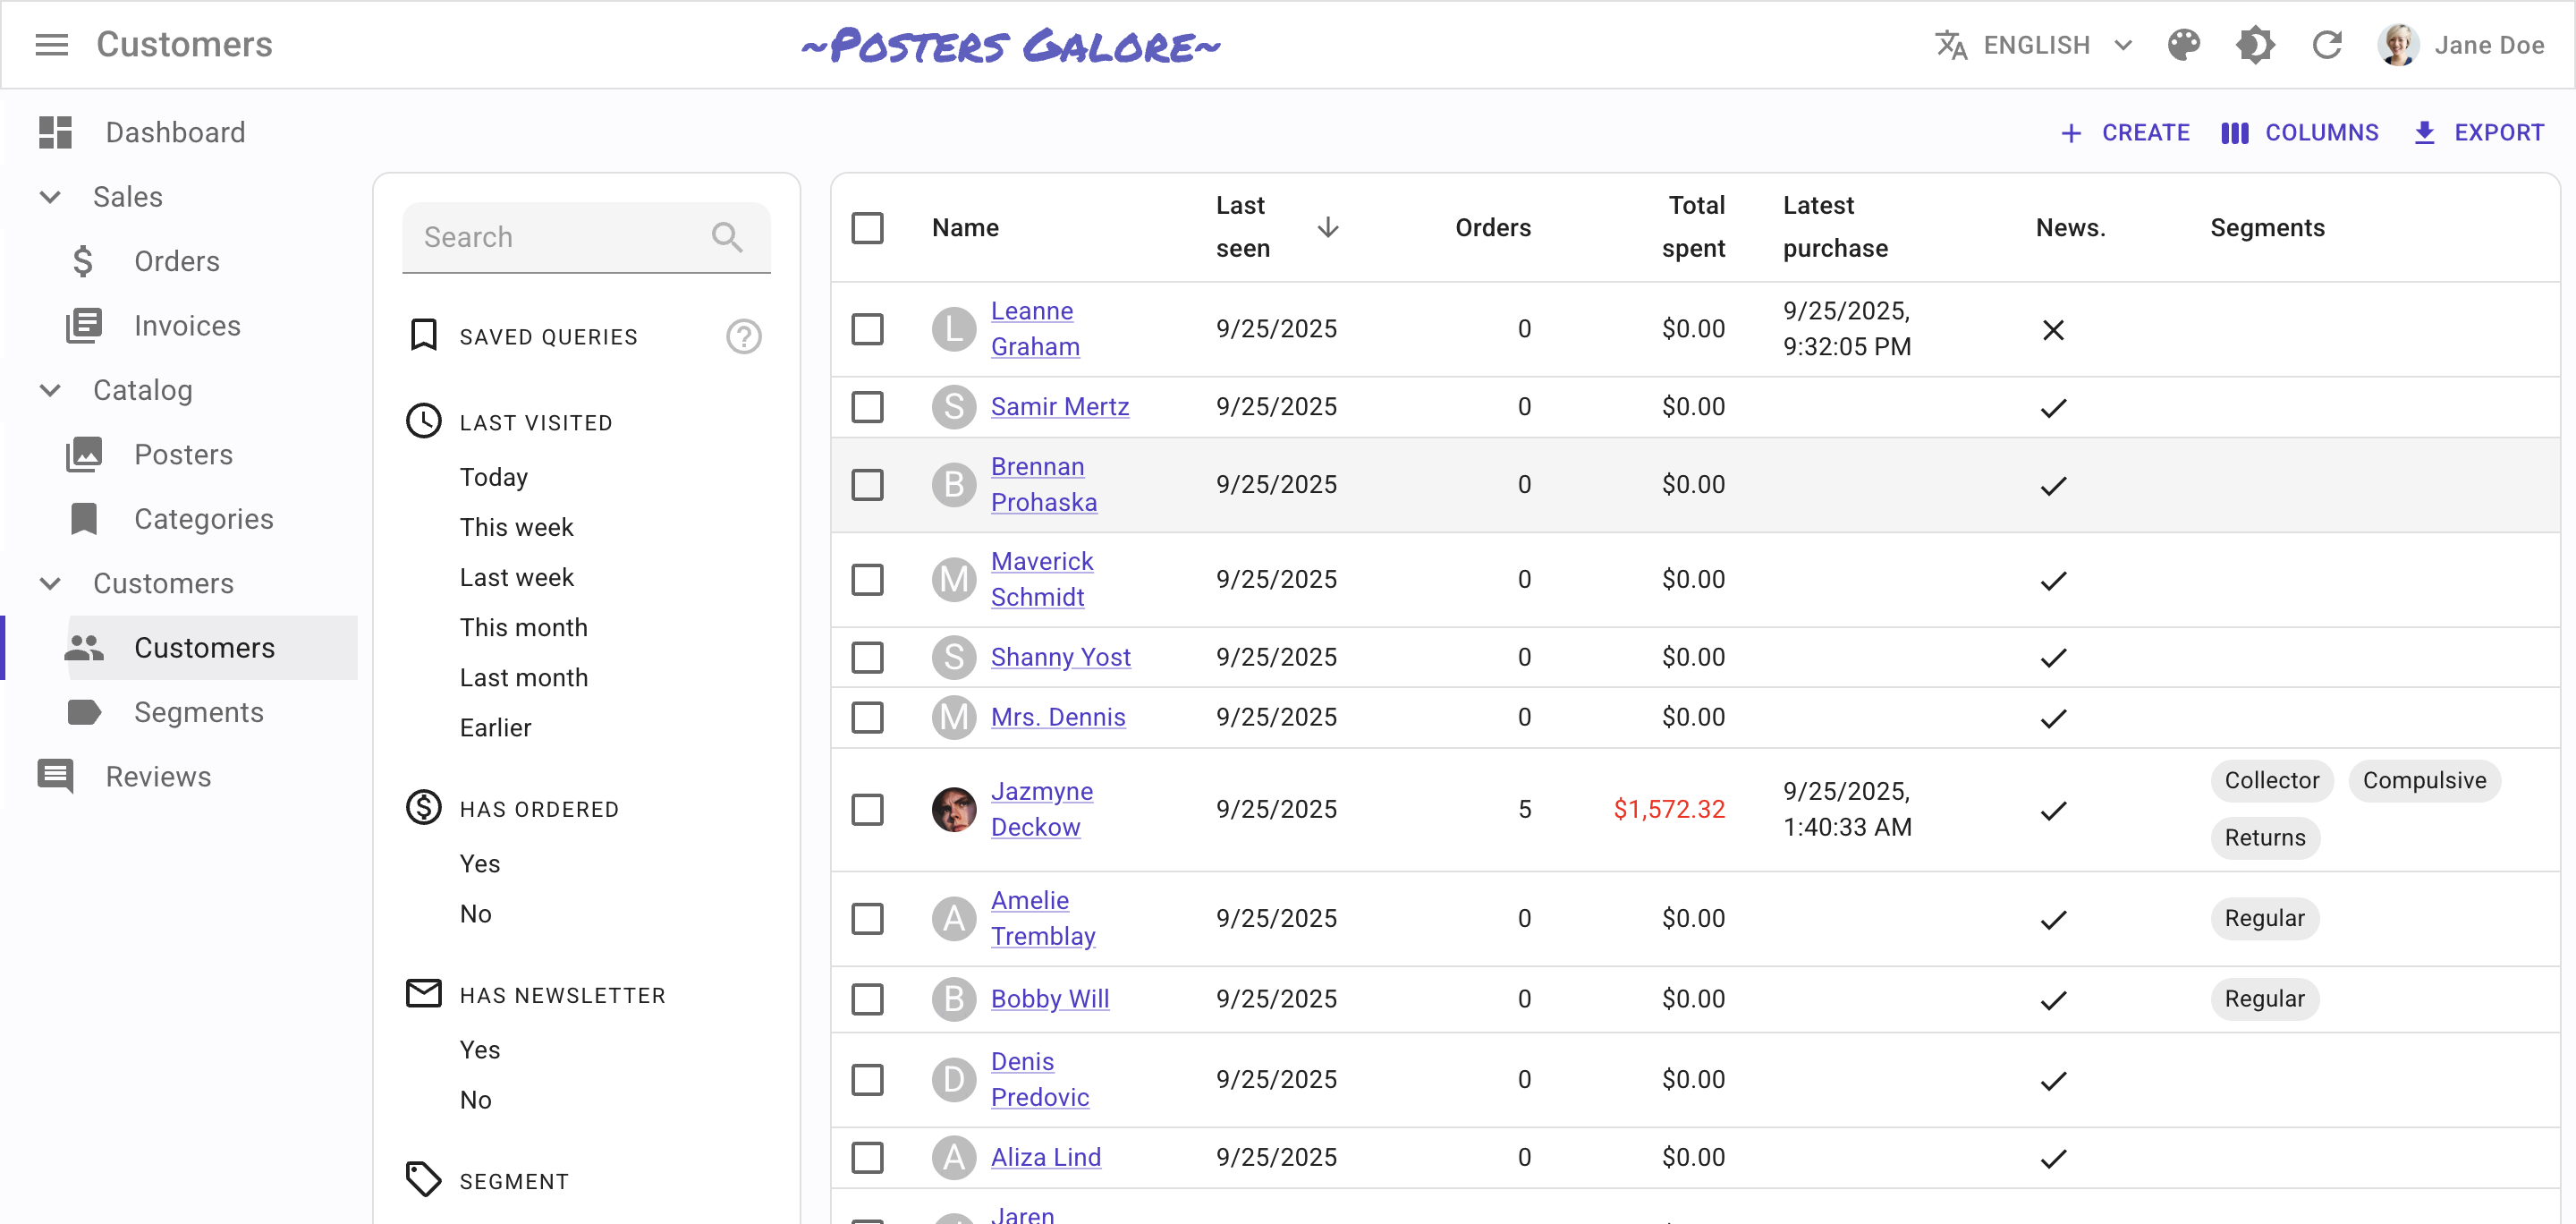 Customers
~Posters Galore~
ENGLISH
Jane Doe
Dashboard
Sales
Orders
Invoices
Catalog
Posters
Categories
Customers
Customers
Segments
Reviews
CREATE
COLUMNS
EXPORT
Search
SAVED QUERIES
LAST VISITED
Today
This week
Last week
This month
Last month
Earlier
HAS ORDERED
Yes
No
HAS NEWSLETTER
Yes
No
SEGMENT
Name Last seen Orders Total spent Latest purchase News. Segments
L Leanne Graham 9/25/2025 0 $0.00 9/25/2025, 9:32:05 PM
S Samir Mertz 9/25/2025 0 $0.00
B Brennan Prohaska 9/25/2025 0 $0.00
M Maverick Schmidt 9/25/2025 0 $0.00
S Shanny Yost 9/25/2025 0 $0.00
M Mrs. Dennis 9/25/2025 0 $0.00
Jazmyne Deckow 9/25/2025 5 $1,572.32 9/25/2025, 1:40:33 AM Collector Compulsive Returns
A Amelie Tremblay 9/25/2025 0 $0.00 Regular
B Bobby Will 9/25/2025 0 $0.00 Regular
D Denis Predovic 9/25/2025 0 $0.00
A Aliza Lind 9/25/2025 0 $0.00
Jaren